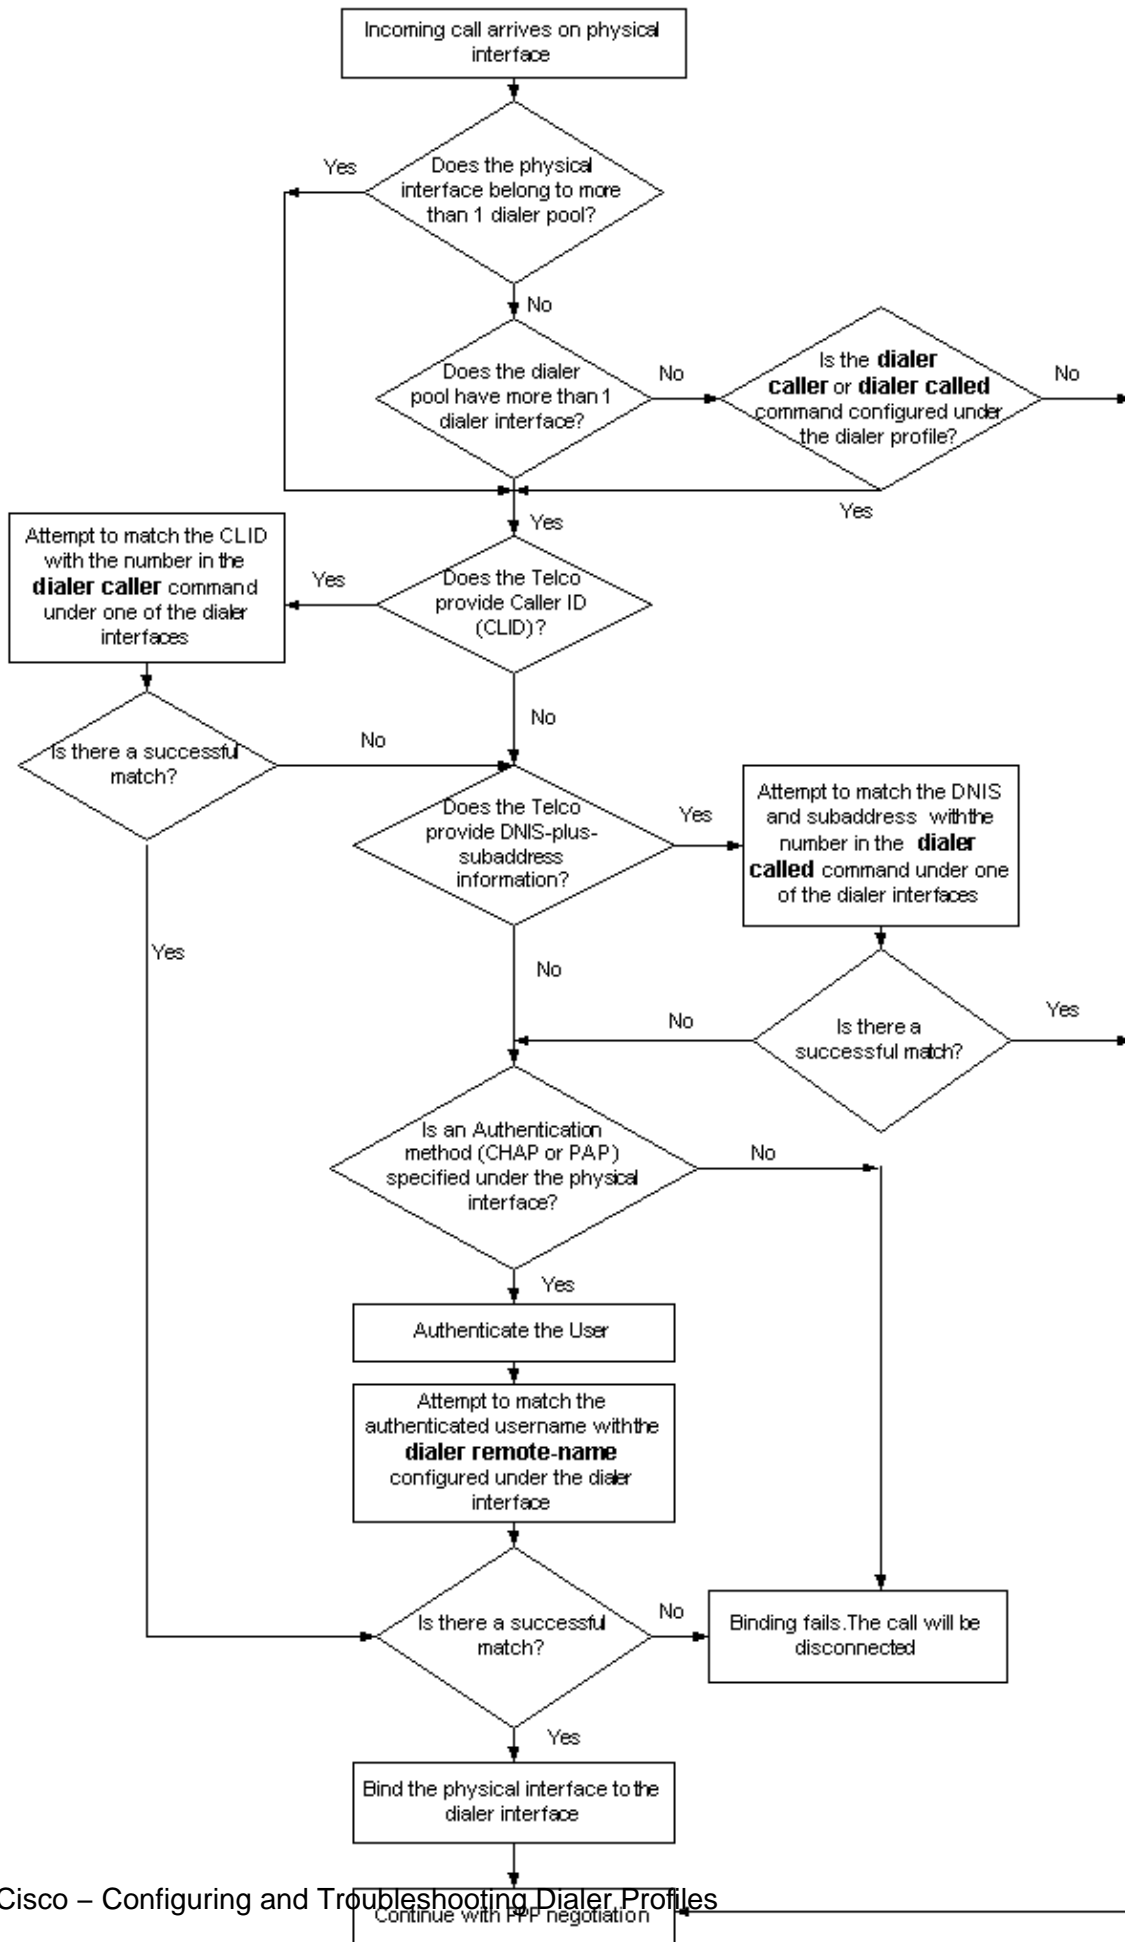 Incoming call arrives on physical
interface
Yes
Does the physical
interface belong to more
than 1 dialer pool?
No
Does the dialer
pool have more than 1
dialer interface?
No
Is the dialer
caller or dialer called
command configured under
the dialer profile?
No
Yes
Yes
Attempt to match the CLID
with the number in the
dialer caller command
under one of the dialer
interfaces
Yes
Does the Telco
provide Caller ID
(CLID)?
No
Is there a successful
match?
No
Does the Telco
provide DNIS-plus-
subaddress
information?
Yes
Attempt to match the DNIS
and subaddress with the
number in the dialer
called command under one
of the dialer interfaces
Yes
No
No
Is there a
successful match?
Yes
Is an Authentication
method (CHAP or PAP)
specified under the physical
interface?
No
Yes
Authenticate the User
Attempt to match the
authenticated username with the
dialer remote-name
configured under the dialer
interface
Is there a successful
match?
No
Binding fails. The call will be
disconnected
Yes
Bind the physical interface to the
dialer interface
Cisco – Configuring and Troubleshooting Dialer Profiles
Continue with PPP negotiation